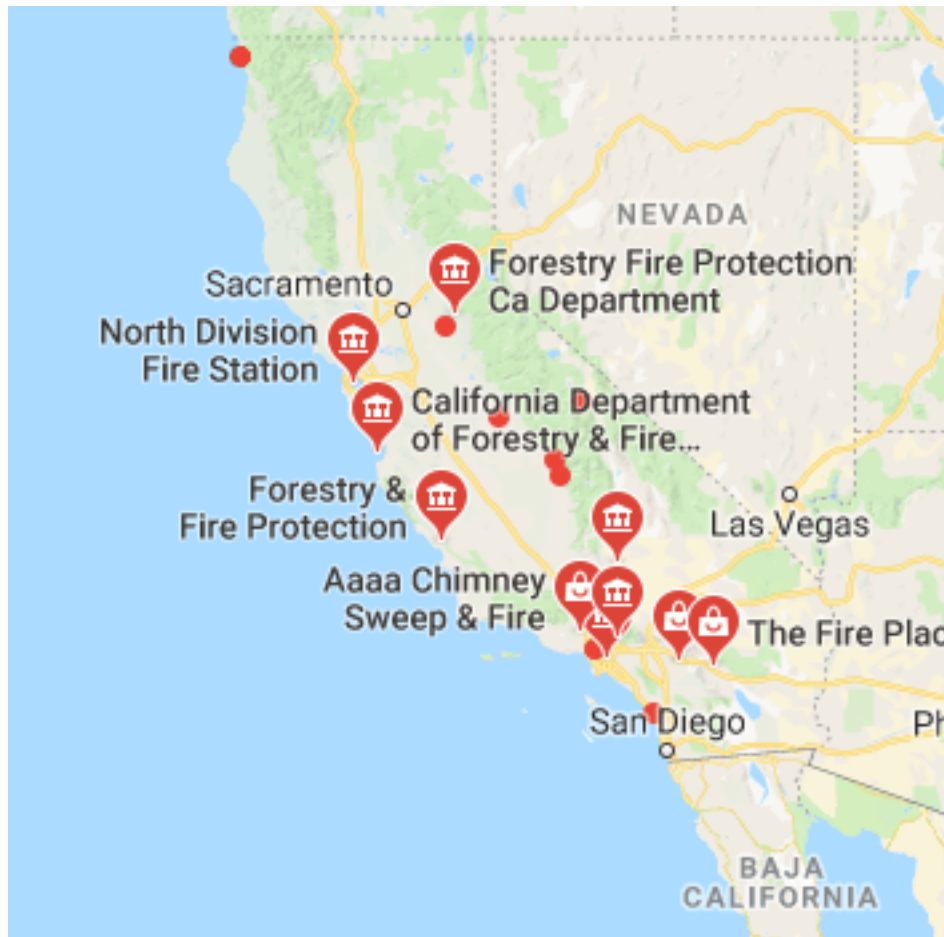 NEVADA
Forestry Fire Protection
Ca Department
Sacramento
North Division
Fire Station
California Department
of Forestry & Fire...
Forestry &
Fire Protection
Las Vegas
Aaaa Chimney
Sweep & Fire
The Fire Plac
San Diego
Ph
BAJA
CALIFORNIA